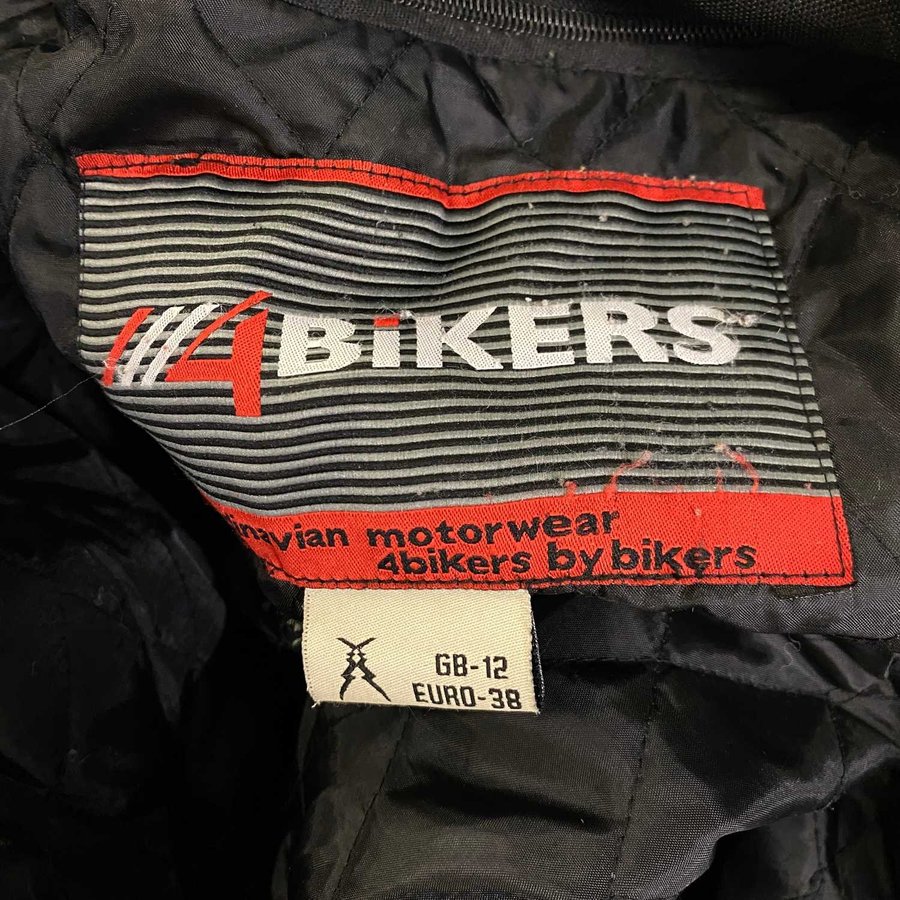 4BiKERS
motorwear
4bikers by bikers
GB-12
EURO-38